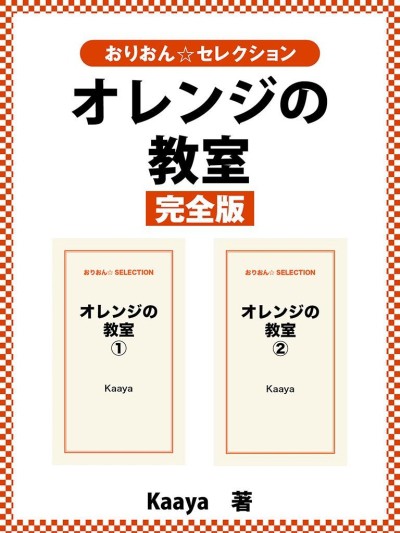 おりおん☆セレクション
オレンジの
教室
完全版
おりおん☆ SELECTION
オレンジの
教室
①
Kaaya
おりおん☆ SELECTION
オレンジの
教室
②
Kaaya
Kaaya 著